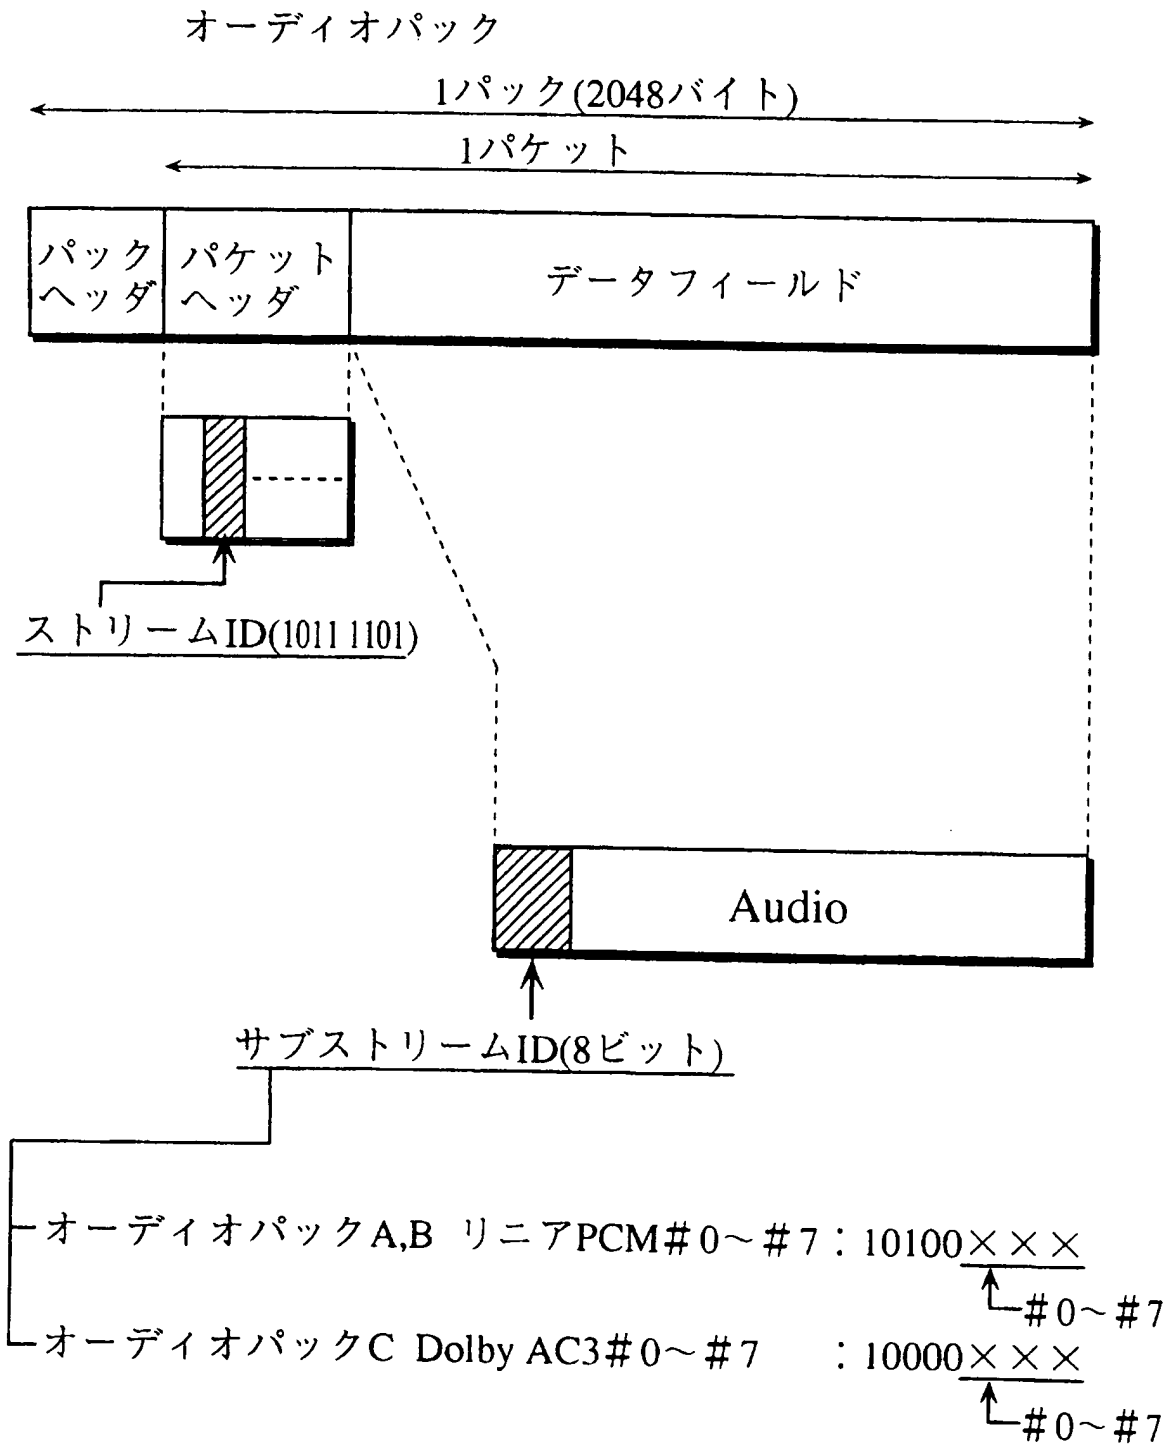 オーディオパック
1パック(2048バイト)
1パケット
パック
ヘッダ
パケット
ヘッダ
データフィールド
ストリームID(1011 1101)
Audio
サブストリームID(8ビット)
オーディオパックA,B リニアPCM#0~#7:10100×××
#0~#7
オーディオパックC Dolby AC3#0~#7 :10000×××
#0~#7